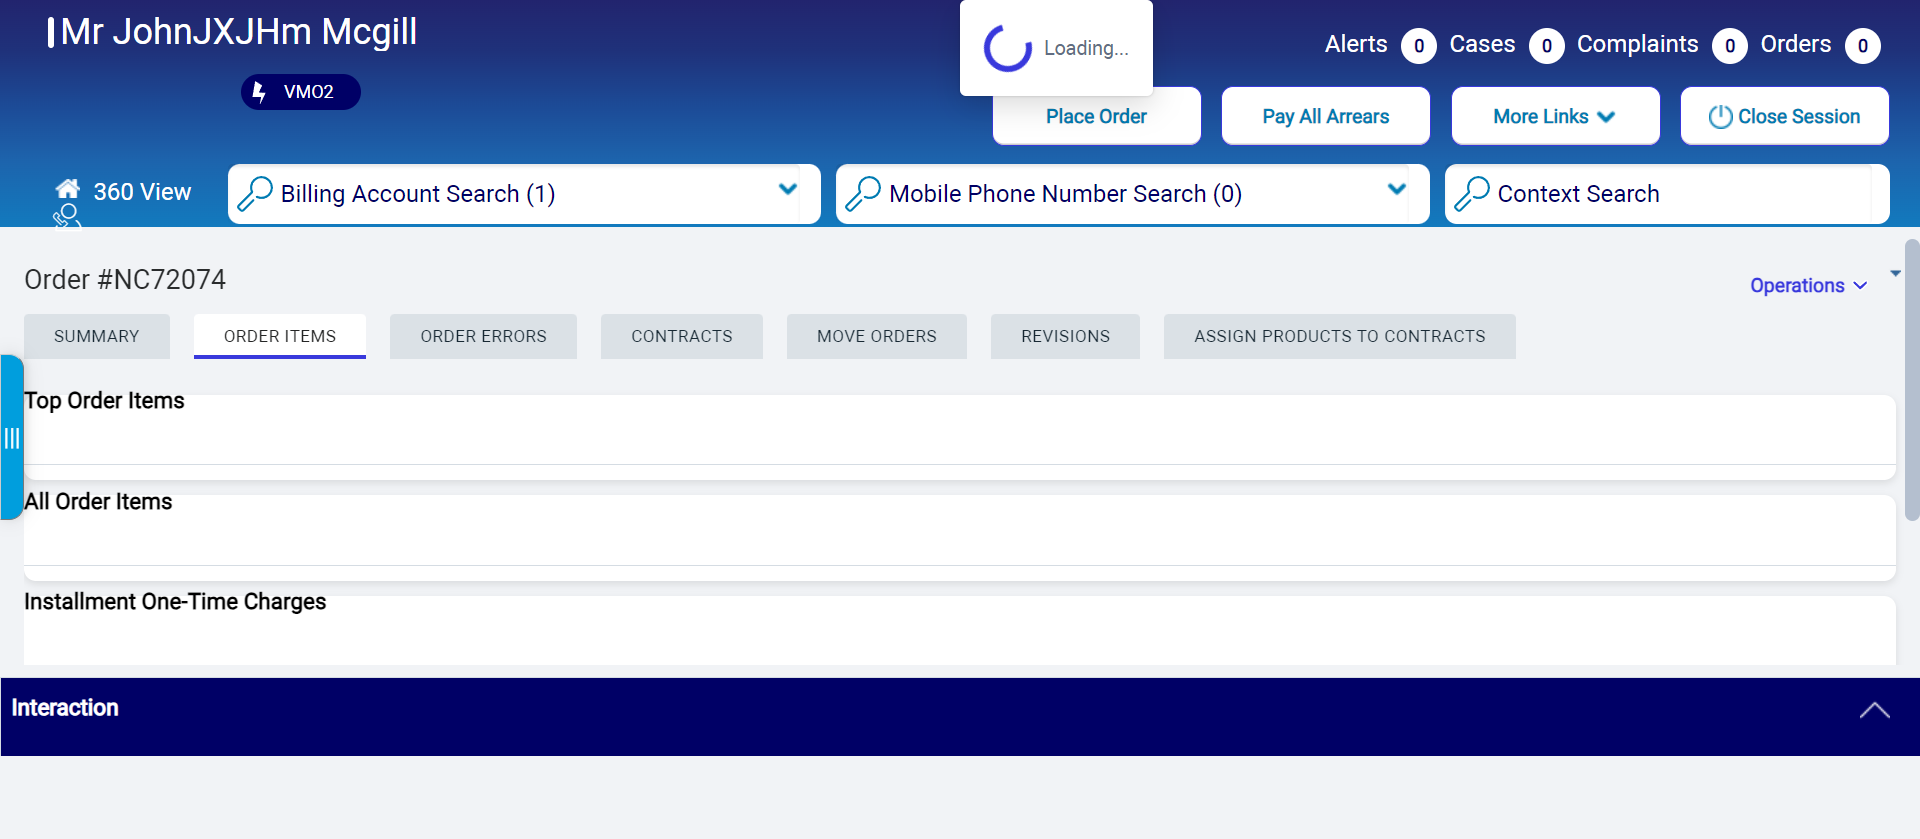 Mr JohnJXJHm Mcgill
Loading...
Alerts 0 Cases 0 Complaints 0 Orders 0
VMO2
Place Order
Pay All Arrears
More Links
Close Session
360 View
Billing Account Search (1)
Mobile Phone Number Search (0)
Context Search
Order #NC72074
Operations
SUMMARY
ORDER ITEMS
ORDER ERRORS
CONTRACTS
MOVE ORDERS
REVISIONS
ASSIGN PRODUCTS TO CONTRACTS
Top Order Items
All Order Items
Installment One-Time Charges
Interaction